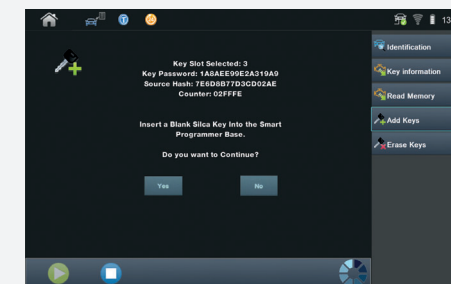 13
Key Slot Selected: 3
Key Password: 1A8AEE99E2A319A9
Source Hash: 7E6D8B77D3CD02AE
Counter: 02FFFE
Insert a Blank Silca Key Into the Smart
Programmer Base.
Do you want to Continue?
Yes
No
Identification
Key information
Read Memory
Add Keys
Erase Keys